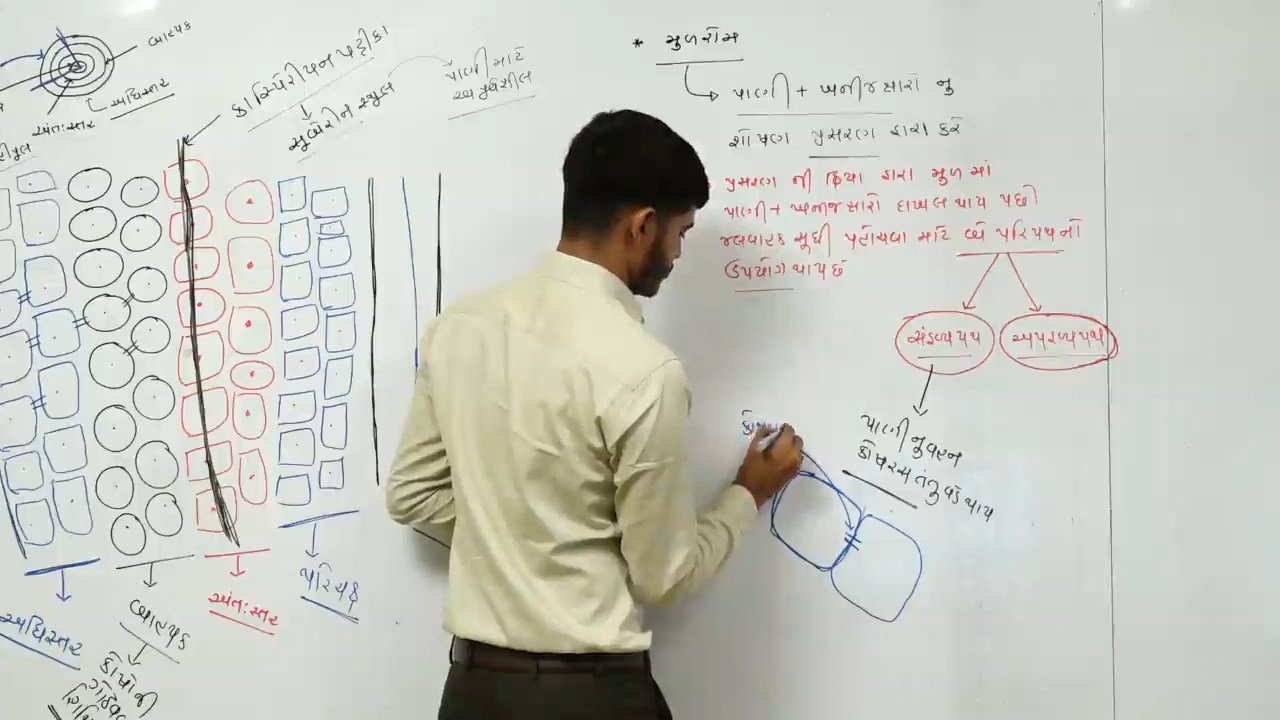 બાહ્યક
અધિસ્તર
અંતઃસ્તર
કાસ્પેરીયન પટ્ટીકા
સુબેરીન સ્થુલ
પાણી માટે
અપ્રવેશીલ
* મુળરોમ
પાણી + ખનીજક્ષારો નુ
શોષણ પ્રસરણ દ્વારા કરે
પ્રસરણ ની ક્રિયા દ્વારા મુળ માં
પાણી + ખનીજક્ષારો દાખલ થાય પછી
જલવાહક સુધી પહોચવા માટે બે પરિપથનો
ઉપયોગ થાય છે
સંદ્રવ્યપથ
અપદ્રવ્યપથ
પાણી નુ વહન
કોષરસ તંતુ વડે થાય
અધિસ્તર
બાહ્યક
અંતઃસ્તર
પરિચક્ર